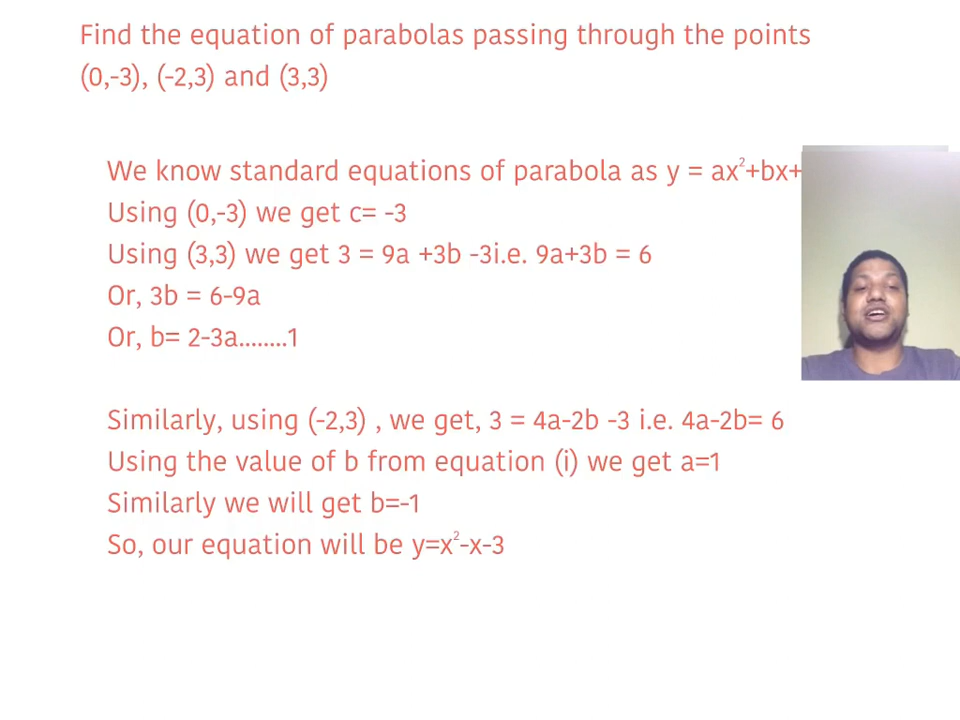 Find the equation of parabolas passing through the points
(0,-3), (-2,3) and (3,3)
We know standard equations of parabola as y = ax²+bx+
Using (0,-3) we get c= -3
Using (3,3) we get 3 = 9a +3b -3i.e. 9a+3b = 6
Or, 3b = 6-9a
Or, b= 2-3a........1
Similarly, using (-2,3) , we get, 3 = 4a-2b -3 i.e. 4a-2b= 6
Using the value of b from equation (i) we get a=1
Similarly we will get b=-1
So, our equation will be y=x²-x-3